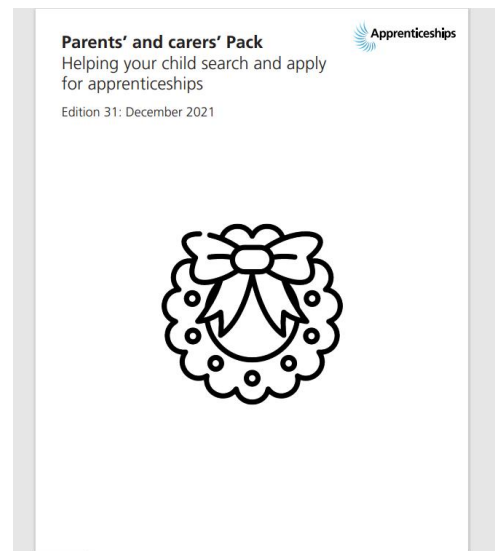 Apprenticeships
Parents’ and carers’ Pack
Helping your child search and apply
for apprenticeships
Edition 31: December 2021